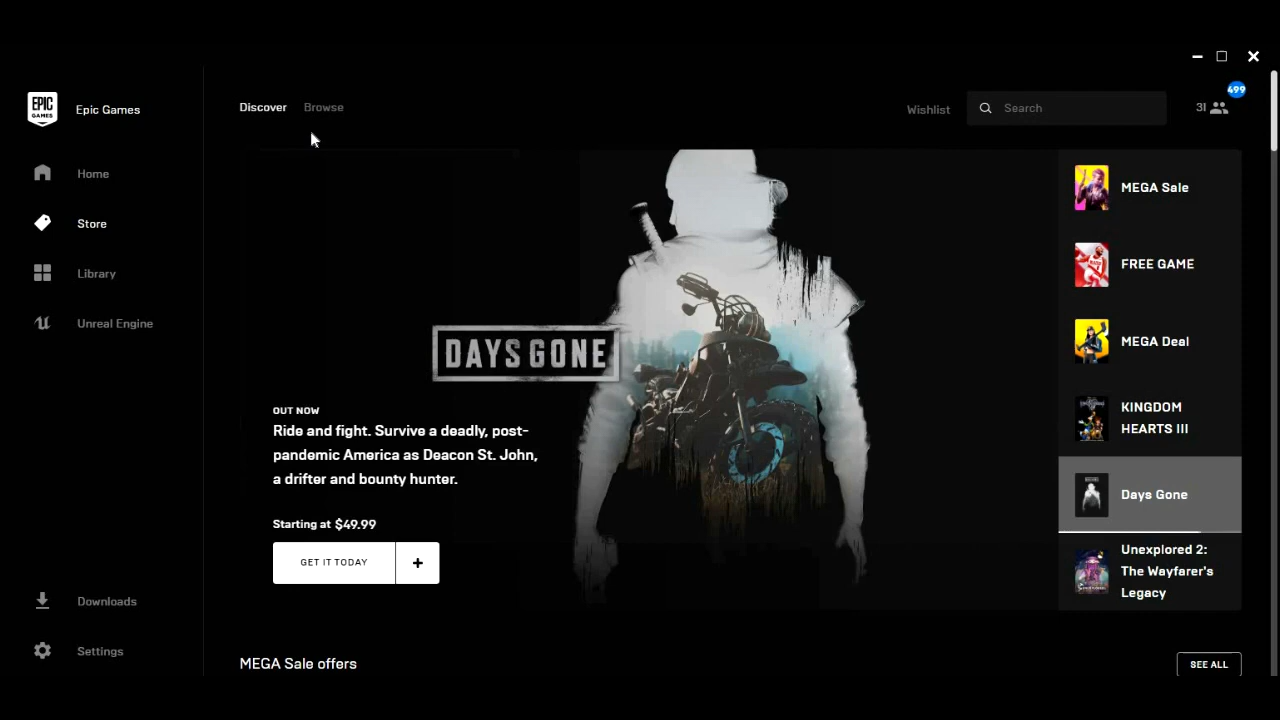 EPIC
GAMES
Epic Games
Home
Store
Library
Unreal Engine
Downloads
Settings
Discover
Browse
Wishlist
Search
31
499
DAYS GONE
OUT NOW
Ride and fight. Survive a deadly, post-
pandemic America as Deacon St. John,
a drifter and bounty hunter.
Starting at $49.99
GET IT TODAY
+
MEGA Sale
FREE GAME
MEGA Deal
KINGDOM
HEARTS III
Days Gone
Unexplored 2:
The Wayfarer's
Legacy
MEGA Sale offers
SEE ALL